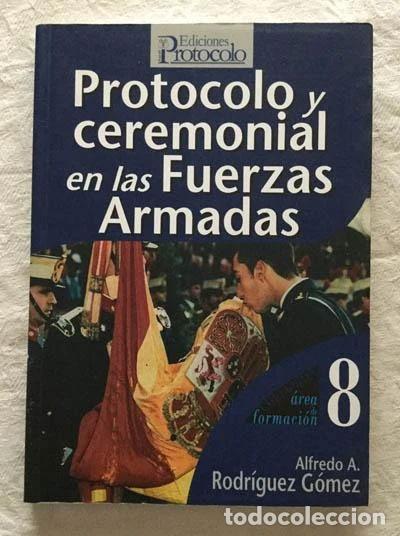 Ediciones
Protocolo
Protocolo y
ceremonial
en las Fuerzas
Armadas
área de
formación
8
Alfredo A.
Rodríguez Gómez
todocoleccion